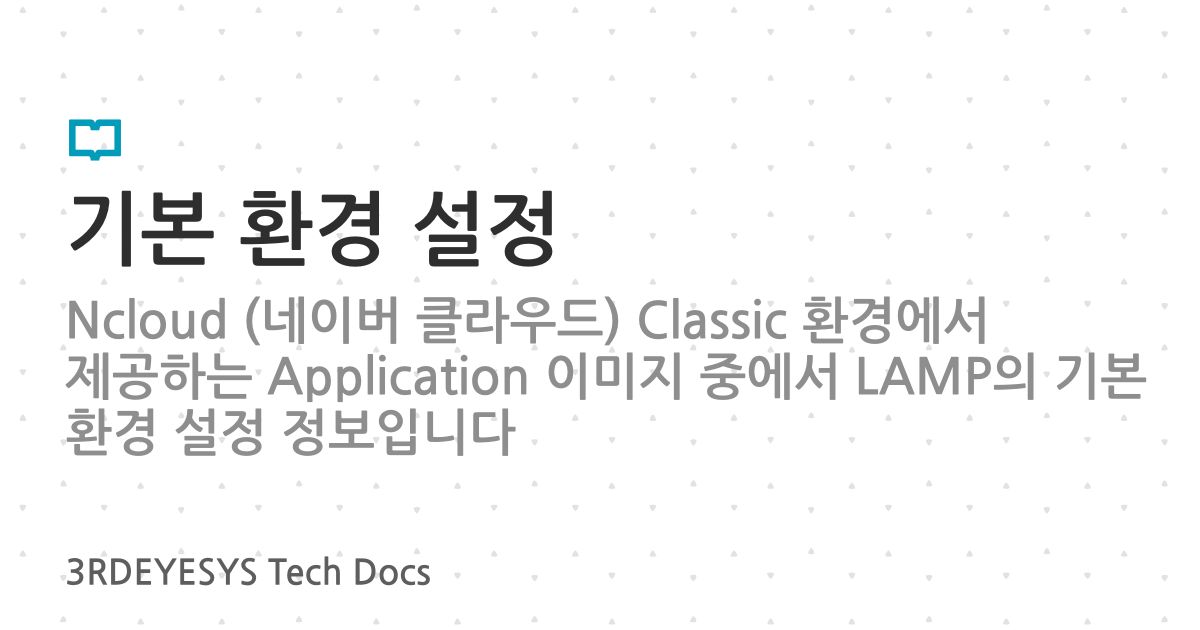 기본 환경 설정
Ncloud (네이버 클라우드) Classic 환경에서
제공하는 Application 이미지 중에서 LAMP의 기본
환경 설정 정보입니다
3RDEYESYS Tech Docs